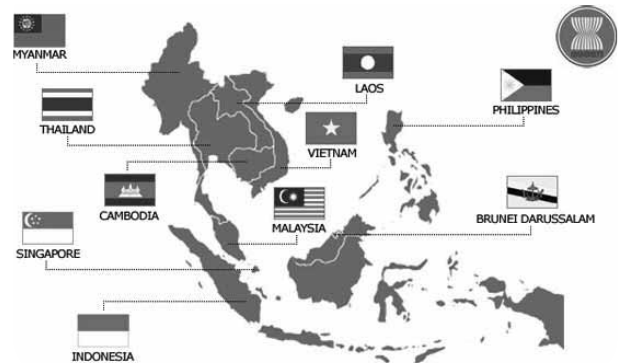 MYANMAR
LAOS
PHILIPPINES
THAILAND
VIETNAM
CAMBODIA
MALAYSIA
BRUNEI DARUSSALAM
SINGAPORE
INDONESIA